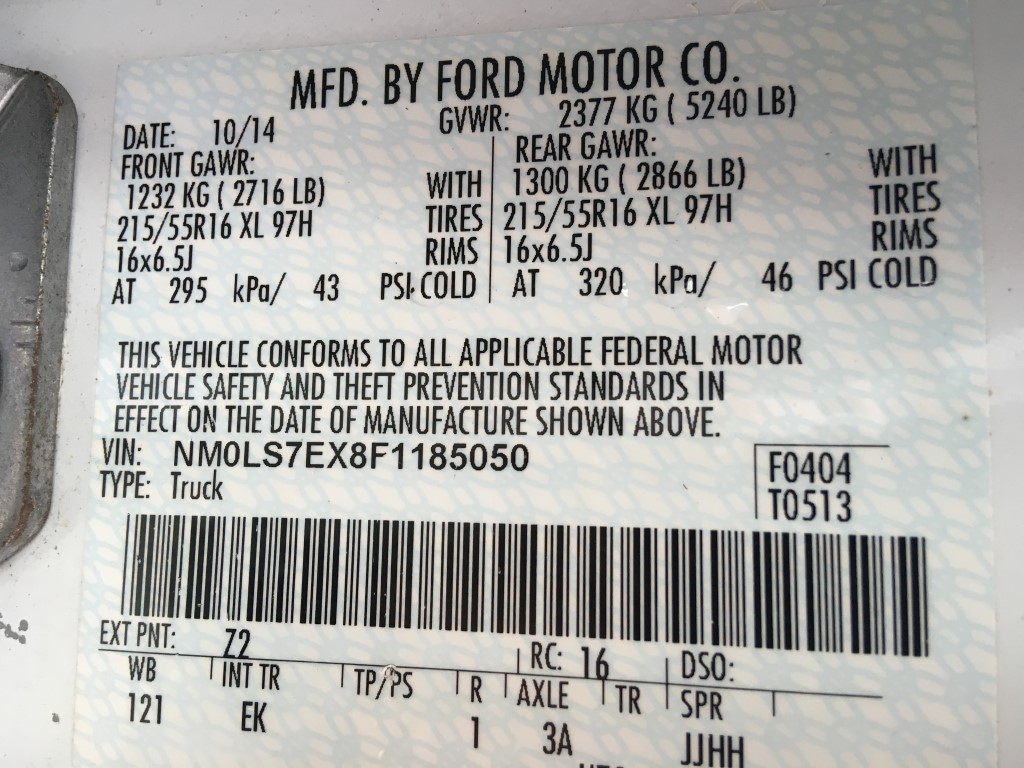 MFD. BY FORD MOTOR CO.
DATE: 10/14 GVWR: 2377 KG ( 5240 LB)
FRONT GAWR: REAR GAWR:
1232 KG ( 2716 LB) WITH 1300 KG ( 2866 LB) WITH
215/55R16 XL 97H TIRES 215/55R16 XL 97H TIRES
16x6.5J RIMS 16x6.5J RIMS
AT 295 kPa/ 43 PSI COLD AT 320 kPa/ 46 PSI COLD
THIS VEHICLE CONFORMS TO ALL APPLICABLE FEDERAL MOTOR
VEHICLE SAFETY AND THEFT PREVENTION STANDARDS IN
EFFECT ON THE DATE OF MANUFACTURE SHOWN ABOVE.
VIN: NM0LS7EX8F1185050 F0404
TYPE: Truck T0513
EXT PNT: Z2 RC: 16 DSO:
WB INT TR TP/PS R AXLE TR SPR
121 EK 1 3A JJHH